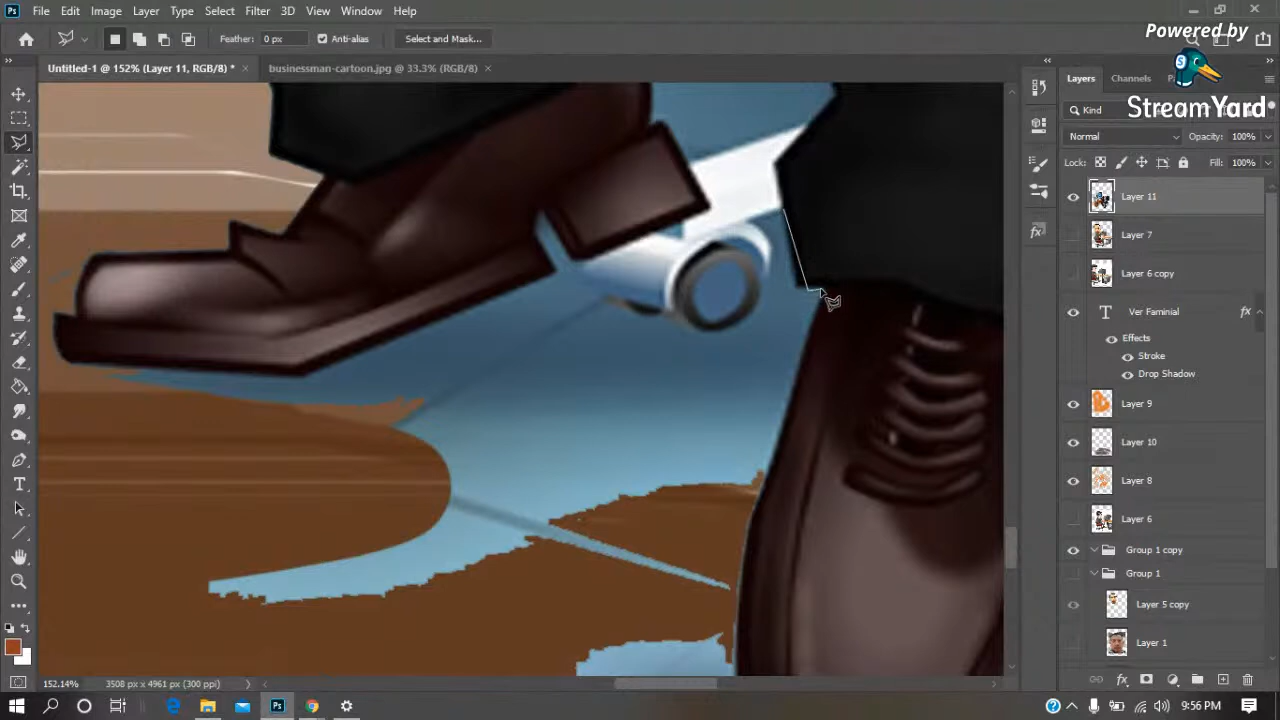 Ps File Edit Image Layer Type Select Filter 3D View Window Help
Powered by
StreamYard
Feather: 0 px Anti-alias Select and Mask...
Untitled-1 @ 152% (Layer 11, RGB/8) * × businessman-cartoon.jpg @ 33.3% (RGB/8) ×
Layers Channels
Kind
Normal Opacity: 100%
Lock: Fill: 100%
Layer 11
Layer 7
Layer 6 copy
T Ver Faminial fx
Effects
Stroke
Drop Shadow
Layer 9
Layer 10
Layer 8
Layer 6
Group 1 copy
Group 1
Layer 5 copy
Layer 1
152.14% 3508 px x 4961 px (300 ppi)
9:56 PM